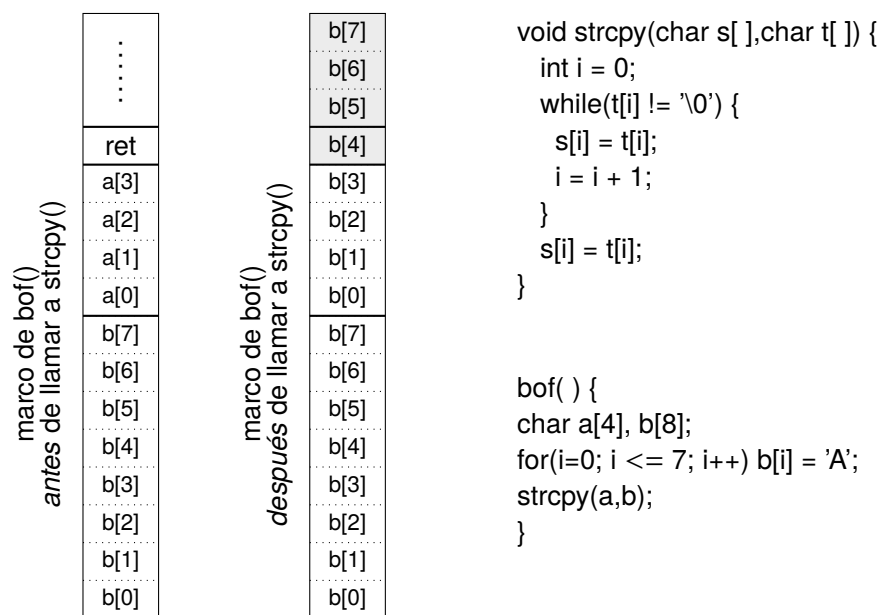 ret
a[3]
a[2]
a[1]
a[0]
b[7]
b[6]
b[5]
b[4]
b[3]
b[2]
b[1]
b[0]
marco de bof()
antes de llamar a strcpy()
b[7]
b[6]
b[5]
b[4]
b[3]
b[2]
b[1]
b[0]
b[7]
b[6]
b[5]
b[4]
b[3]
b[2]
b[1]
b[0]
marco de bof()
después de llamar a strcpy()
void strcpy(char s[ ],char t[ ]) {
int i = 0;
while(t[i] != '\0') {
s[i] = t[i];
i = i + 1;
}
s[i] = t[i];
}
bof( ) {
char a[4], b[8];
for(i=0; i <= 7; i++) b[i] = 'A';
strcpy(a,b);
}